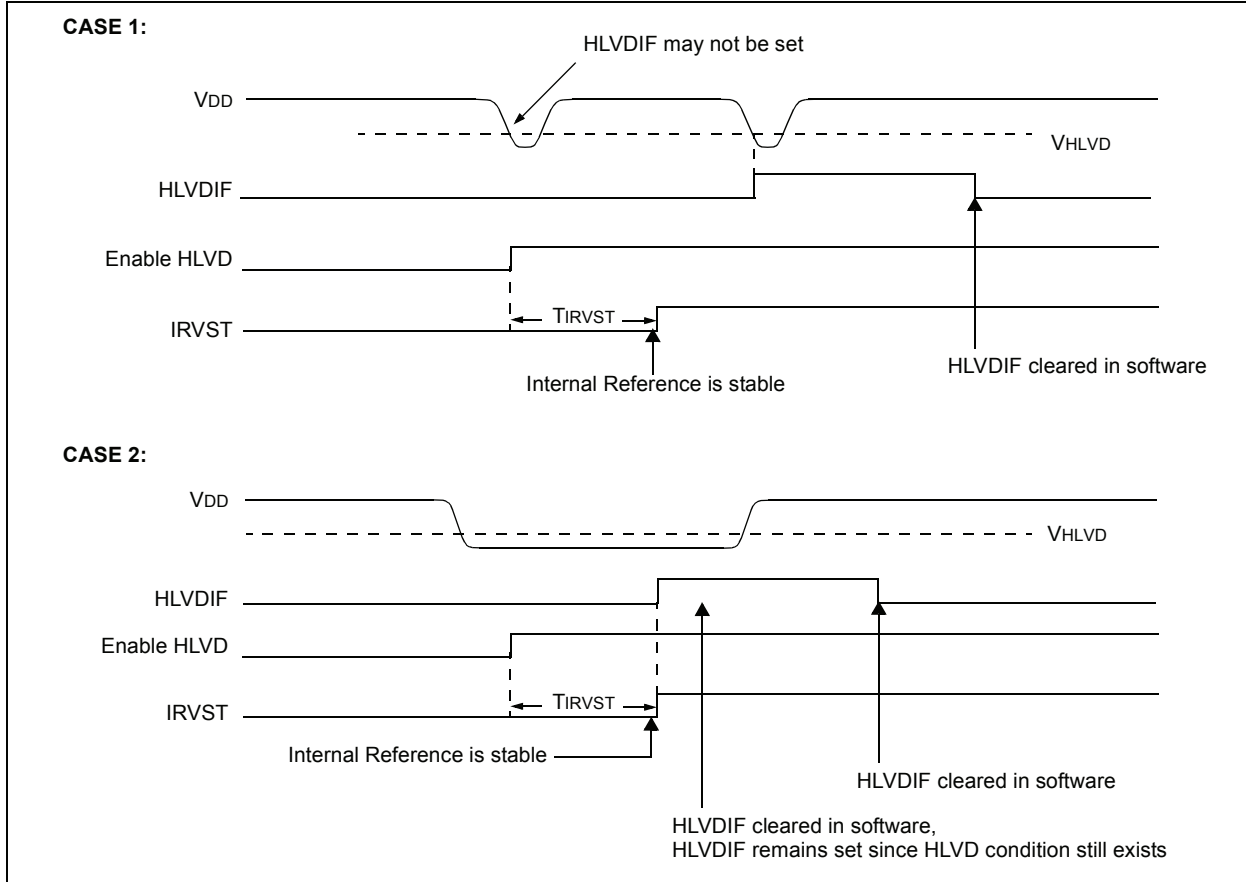 CASE 1:
HLVDIF may not be set
VDD
VHLVD
HLVDIF
Enable HLVD
TIRVST
IRVST
HLVDIF cleared in software
Internal Reference is stable
CASE 2:
VDD
VHLVD
HLVDIF
Enable HLVD
TIRVST
IRVST
Internal Reference is stable
HLVDIF cleared in software
HLVDIF cleared in software,
HLVDIF remains set since HLVD condition still exists